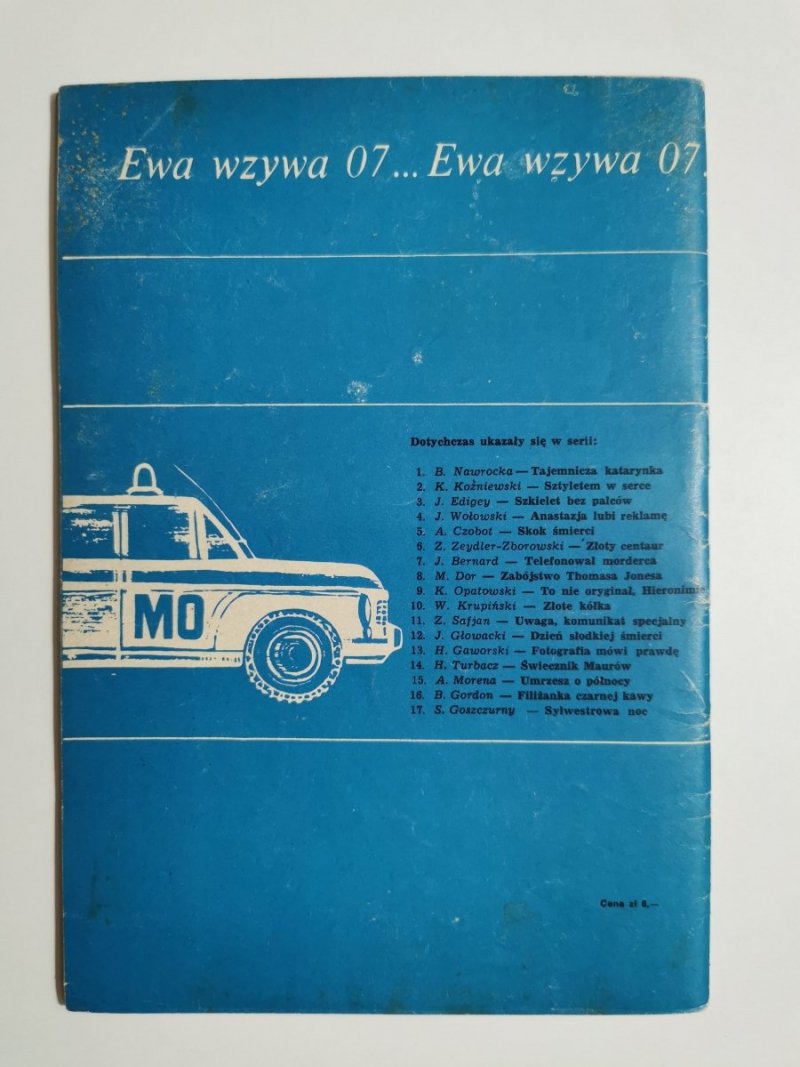 Ewa wzywa 07... Ewa wzywa 07.
Dotychczas ukazały się w serii:
1. B. Nawrocka — Tajemnicza katarynka
2. K. Koźniewski — Sztyletem w serce
3. J. Edigey — Szkielet bez palców
4. J. Wołowski — Anastazja lubi reklamę
5. A. Czobot — Skok śmierci
6. Z. Zeydler-Zborowski — Złoty centaur
7. J. Bernard — Telefonował morderca
8. M. Dor — Zabójstwo Thomasa Jonesa
9. K. Opatowski — To nie oryginał, Hieronimie
10. W. Krupiński — Złote kółka
11. Z. Safjan — Uwaga, komunikat specjalny
12. J. Głowacki — Dzień słodkiej śmierci
13. H. Gaworski — Fotografia mówi prawdę
14. H. Turbacz — Świecznik Maurów
15. A. Morena — Umrzesz o północy
16. B. Gordon — Filiżanka czarnej kawy
17. S. Goszczurny — Sylwestrowa noc
MO
Cena zł 6,—